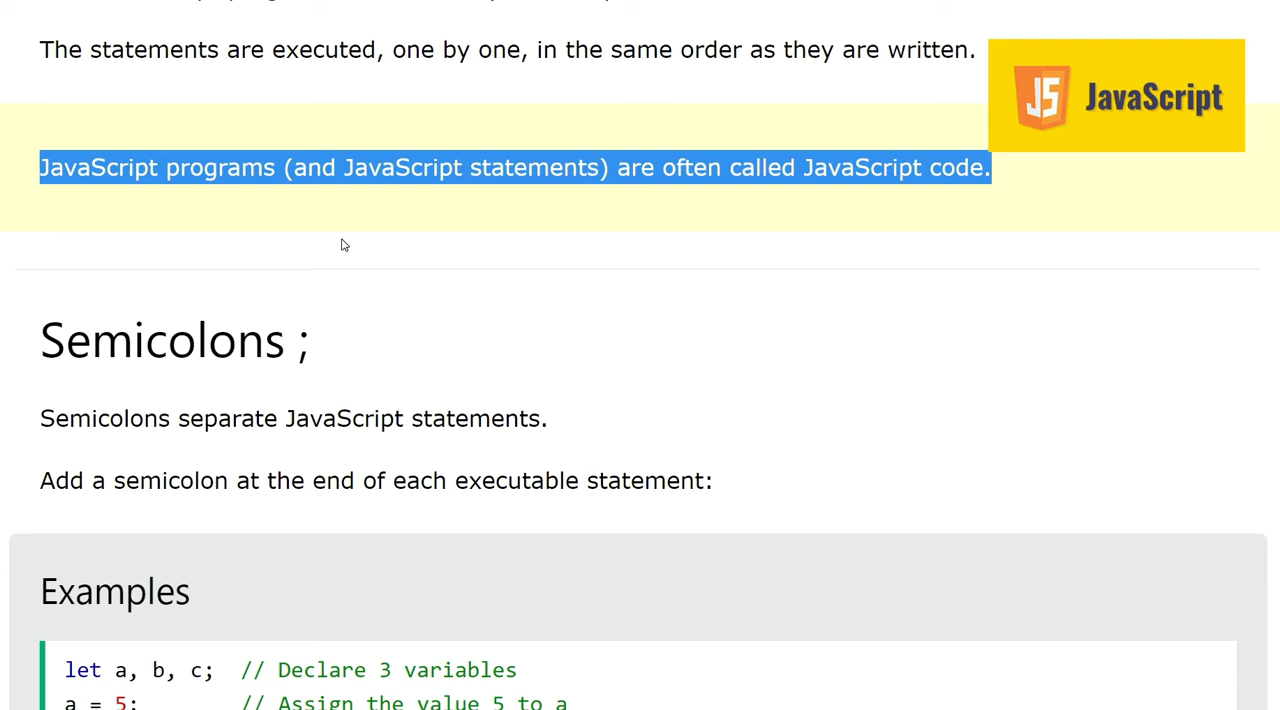 The statements are executed, one by one, in the same order as they are written.
JS JavaScript
JavaScript programs (and JavaScript statements) are often called JavaScript code.
Semicolons ;
Semicolons separate JavaScript statements.
Add a semicolon at the end of each executable statement:
Examples
let a, b, c;  // Declare 3 variables
a = 5;        // Assign the value 5 to a